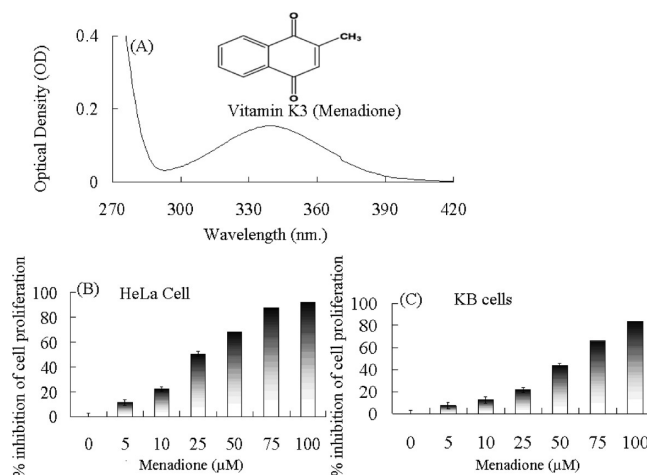 0.4
(A)
O
CH₃
O
0.2
Vitamin K3 (Menadione)
Optical Density (OD)
0
270 300 330 360 390 420
Wavelength (nm.)
% inhibition of cell proliferation
100
80
60
40
20
0
(B) HeLa Cell
0 5 10 25 50 75 100
Menadione (µM)
% inhibition of cell proliferation
100
80
60
40
20
0
(C) KB cells
0 5 10 25 50 75 100
Menadione (µM)